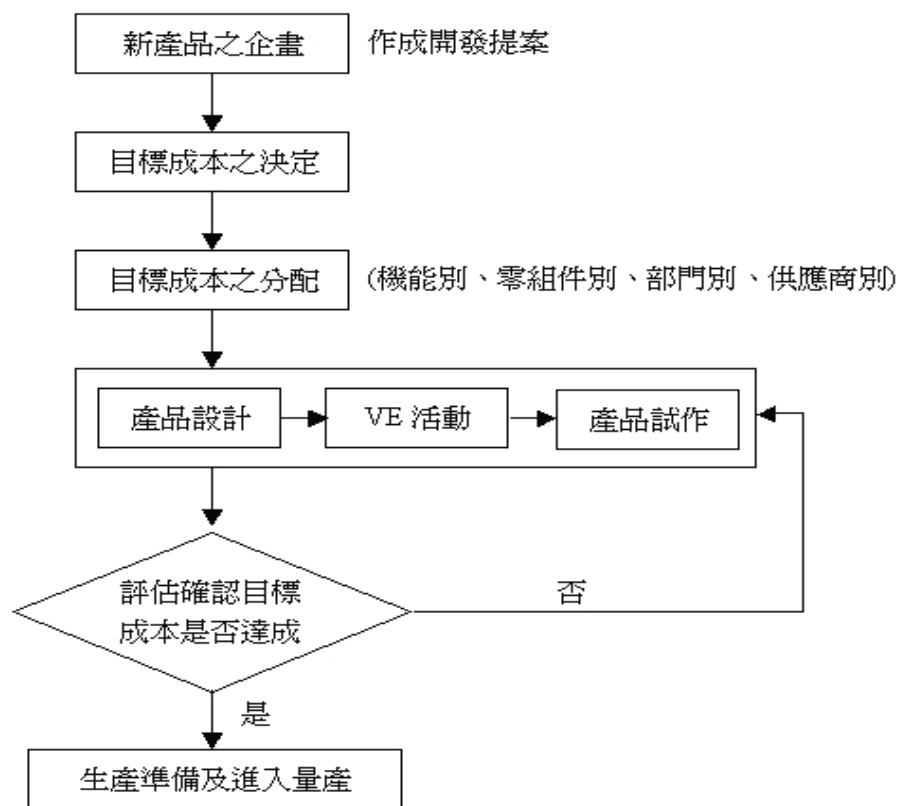 新產品之企畫
作成開發提案
目標成本之決定
目標成本之分配
(機能別、零組件別、部門別、供應商別)
產品設計
VE 活動
產品試作
評估確認目標
成本是否達成
否
是
生產準備及進入量產